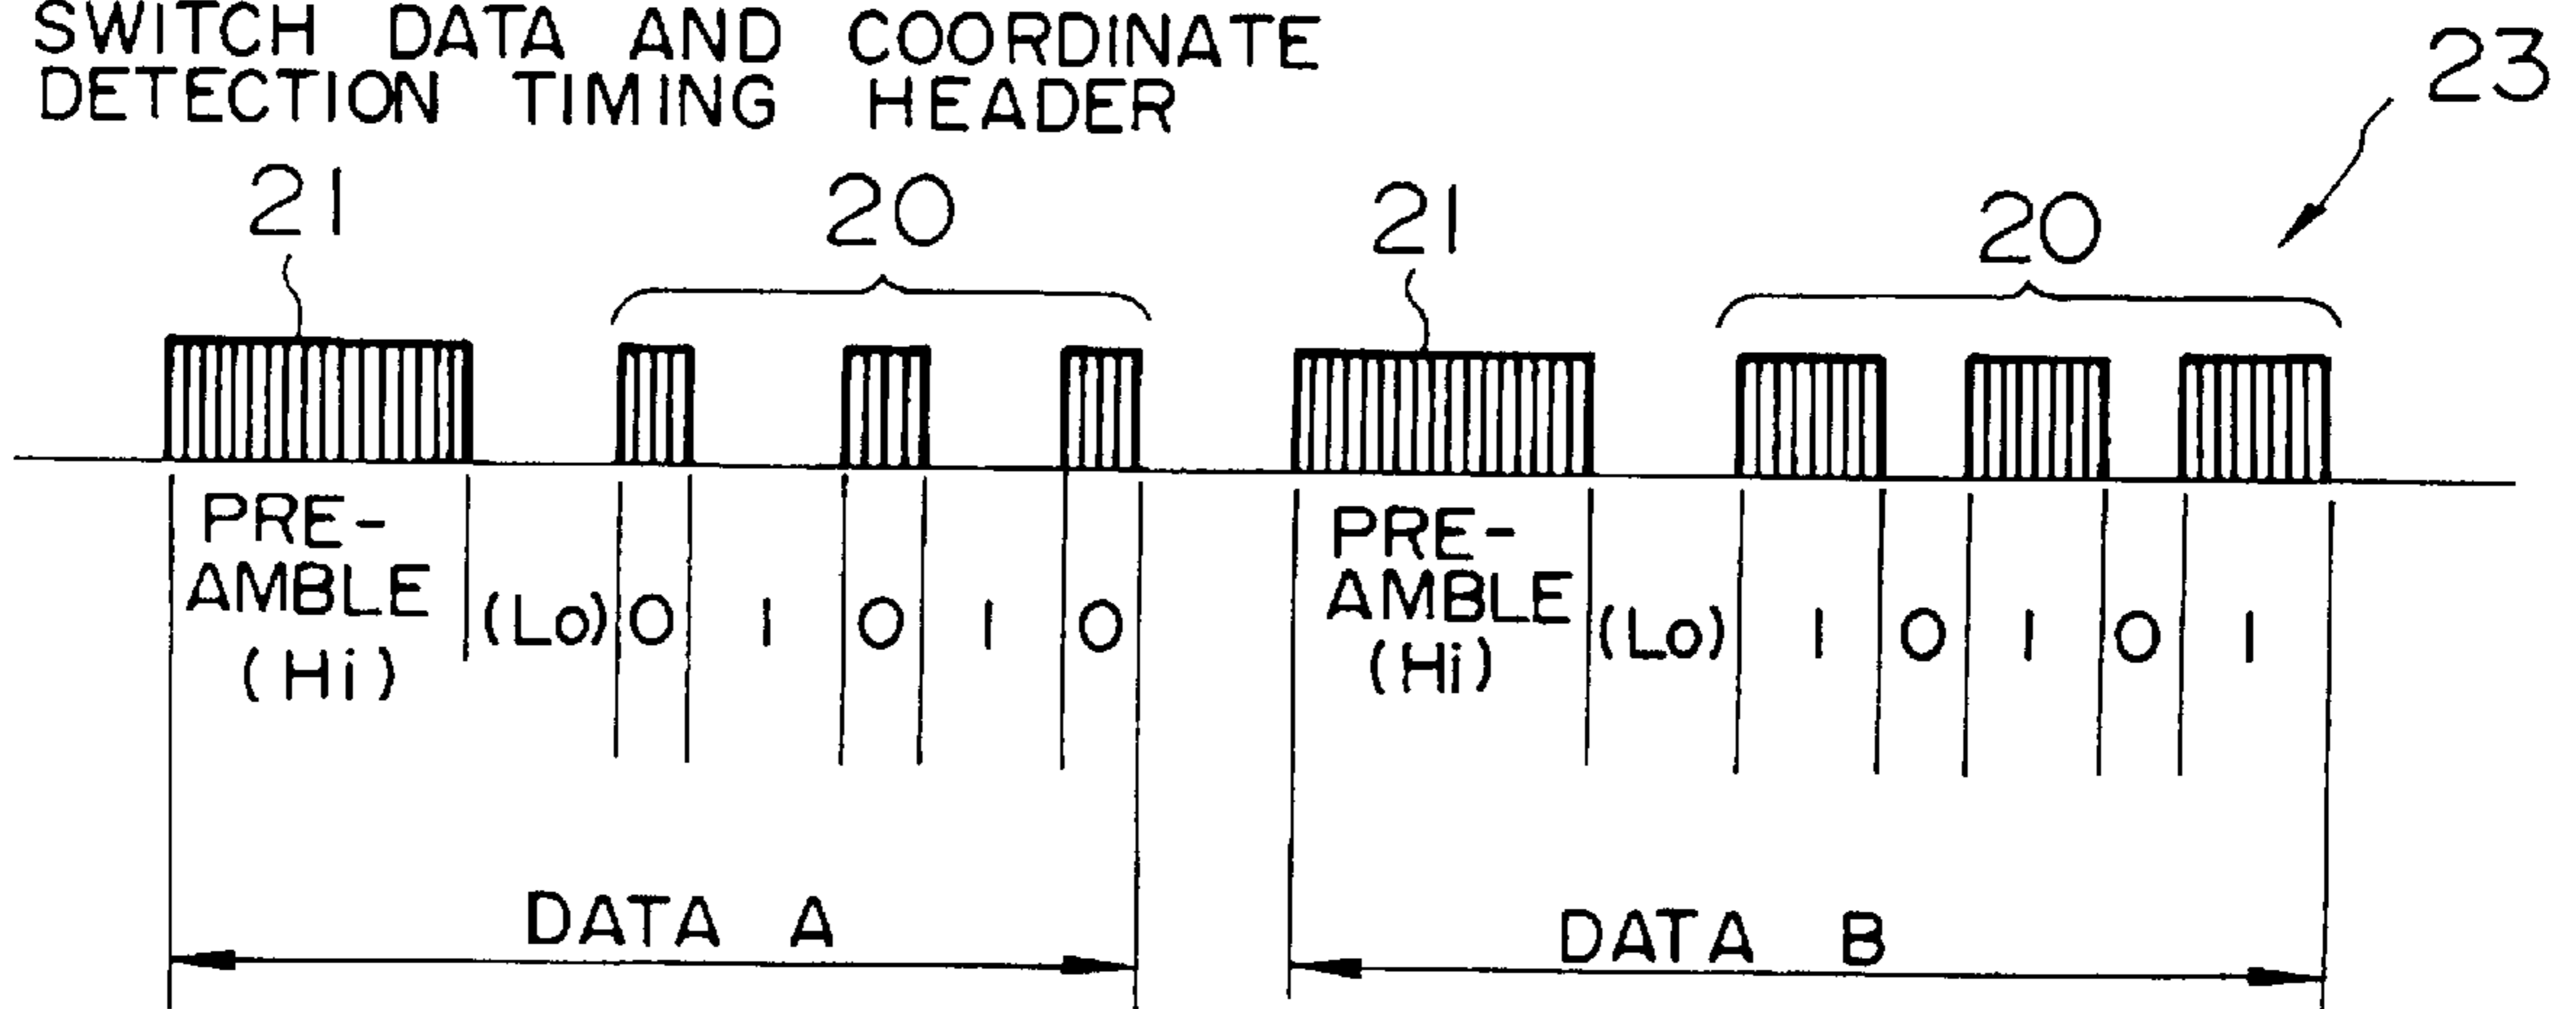 SWITCH DATA AND COORDINATE
DETECTION TIMING HEADER
23
21
20
21
20
PRE-
AMBLE
(Hi)
(Lo)
0
1
0
1
0
PRE-
AMBLE
(Hi)
(Lo)
1
0
1
0
1
DATA A
DATA B